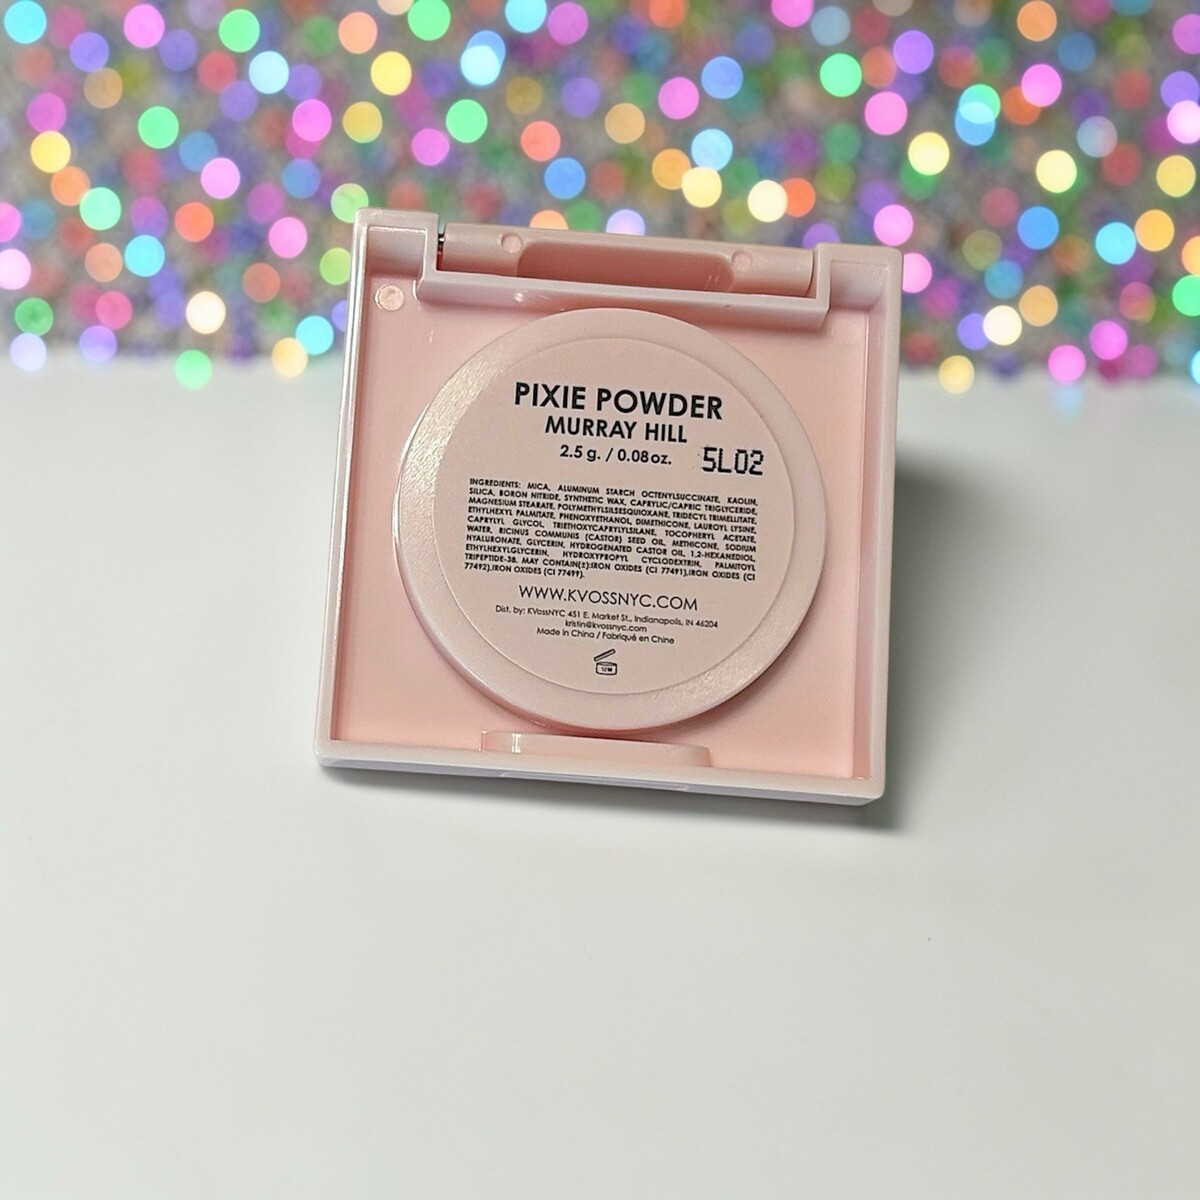 PIXIE POWDER
MURRAY HILL
2.5 g. / 0.08oz.
5L02
INGREDIENTS: MICA, ALUMINUM STARCH OCTENYLSUCCINATE, KAOLIN,
SILICA, BORON NITRIDE, SYNTHETIC WAX, CAPRYLIC/CAPRIC TRIGLYCERIDE,
MAGNESIUM STEARATE, POLYMETHYLSILSESQUIOXANE, TRIDECYL TRIMELLITATE,
ETHYLHEXYL PALMITATE, PHENOXYETHANOL, DIMETHICONE, LAUROYL LYSINE,
CAPRYLYL GLYCOL, TRIETHOXYCAPRYLYLSILANE, TOCOPHERYL ACETATE,
WATER, RICINUS COMMUNIS (CASTOR) SEED OIL, METHICONE, SODIUM
HYALURONATE, GLYCERIN, HYDROGENATED CASTOR OIL, 1,2-HEXANEDIOL,
ETHYLHEXYLGLYCERIN, HYDROXYPROPYL CYCLODEXTRIN, PALMITOYL
TRIPEPTIDE-38. MAY CONTAIN(±):IRON OXIDES (CI 77491),IRON OXIDES (CI
77492),IRON OXIDES (CI 77499).
WWW.KVOSSNYC.COM
Dist. by: KVossNYC 451 E. Market St., Indianapolis, IN 46204
kristin@kvossnyc.com
Made in China / Fabriqué en Chine
12M